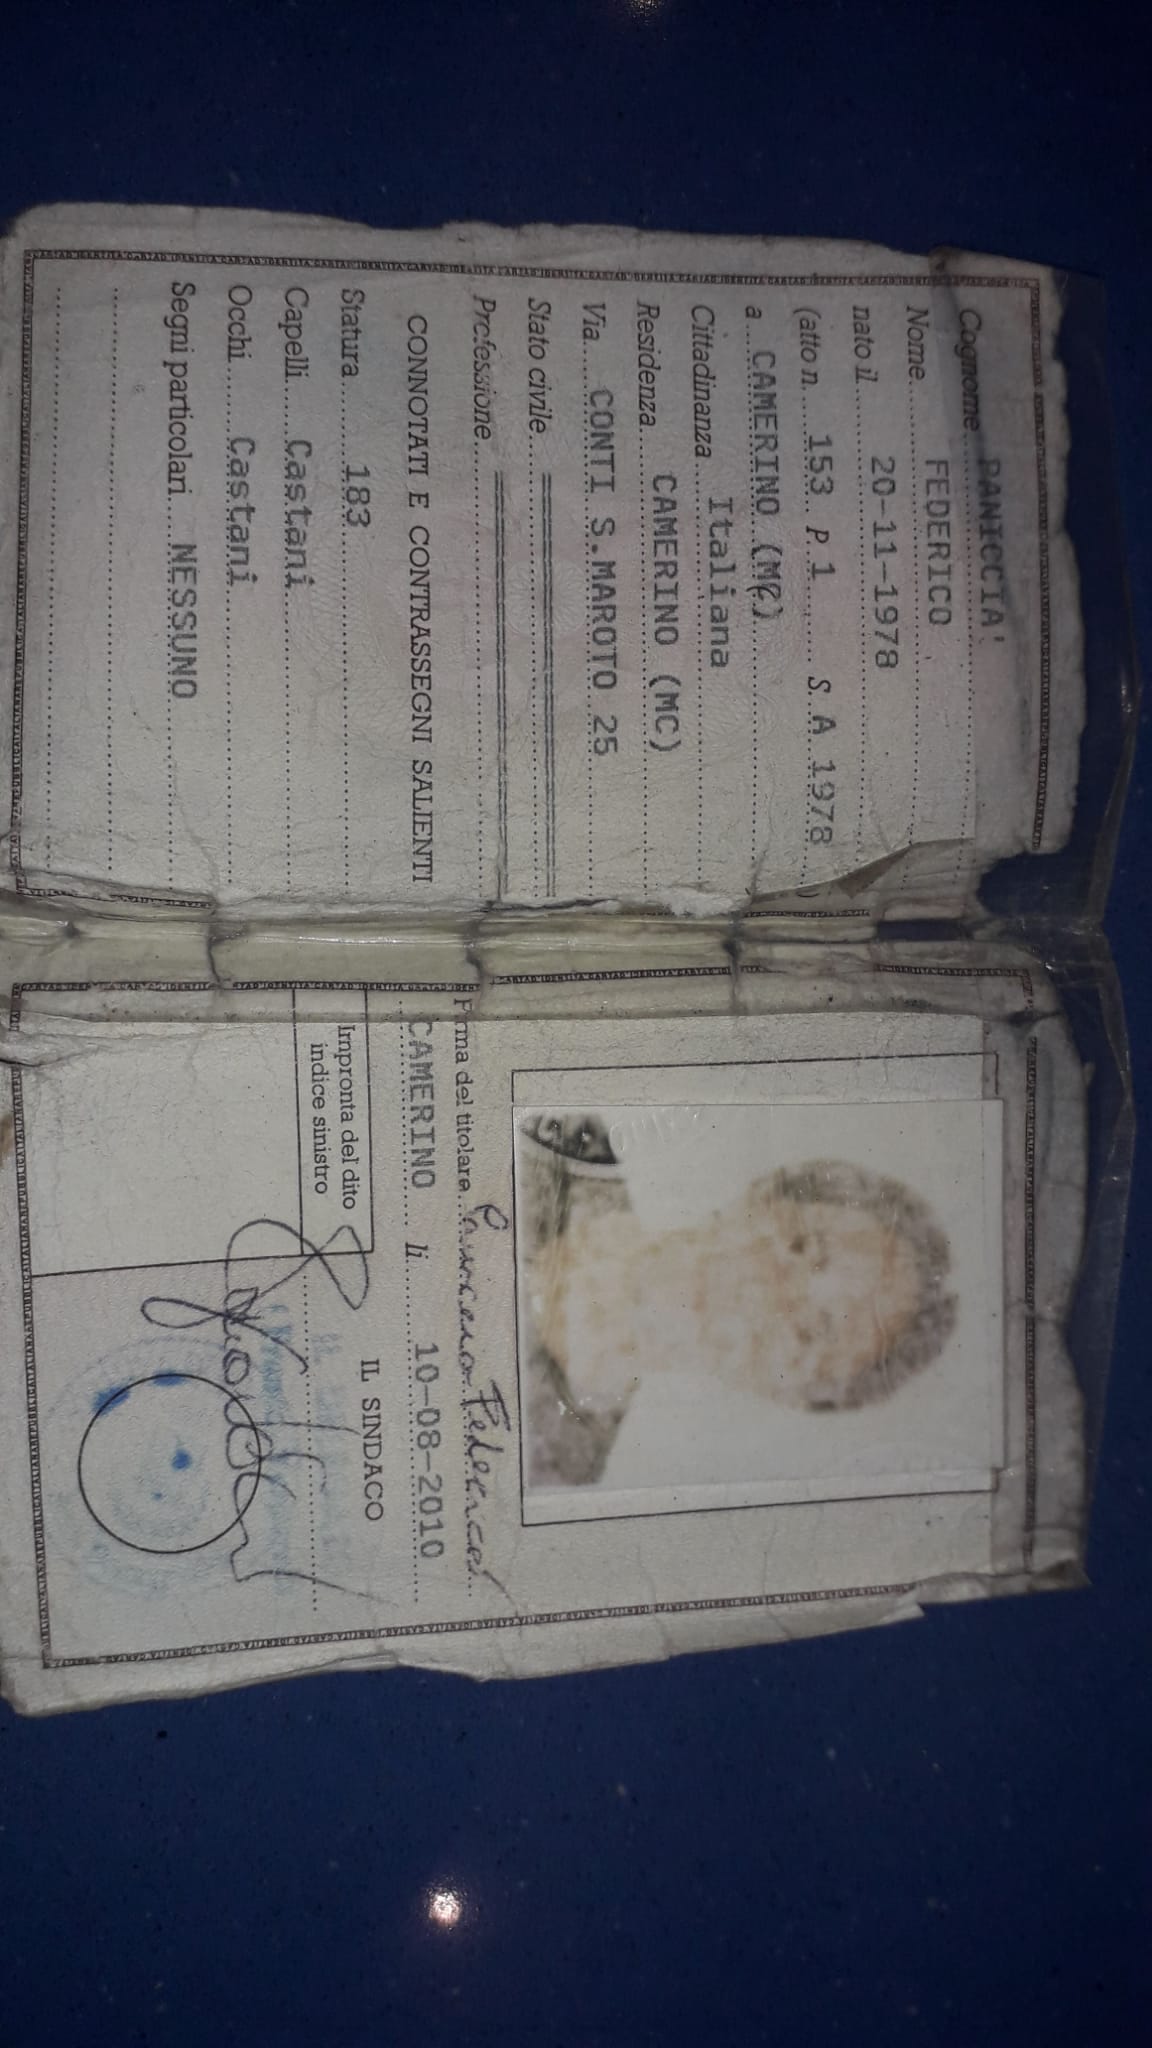 Cognome PANICCIA'
Nome FEDERICO
nato il 20-11-1978
(atto n. 153 P 1 S. A 1978)
a CAMERINO (MC)
Cittadinanza Italiana
Residenza CAMERINO (MC)
Via CONTI S.MAROTO 25
Stato civile
Professione
CONNOTATI E CONTRASSEGNI SALIENTI
Statura 183
Capelli Castani
Occhi Castani
Segni particolari NESSUNO
Firma del titolare
CAMERINO li 10-08-2010
Impronta del dito
indice sinistro
IL SINDACO